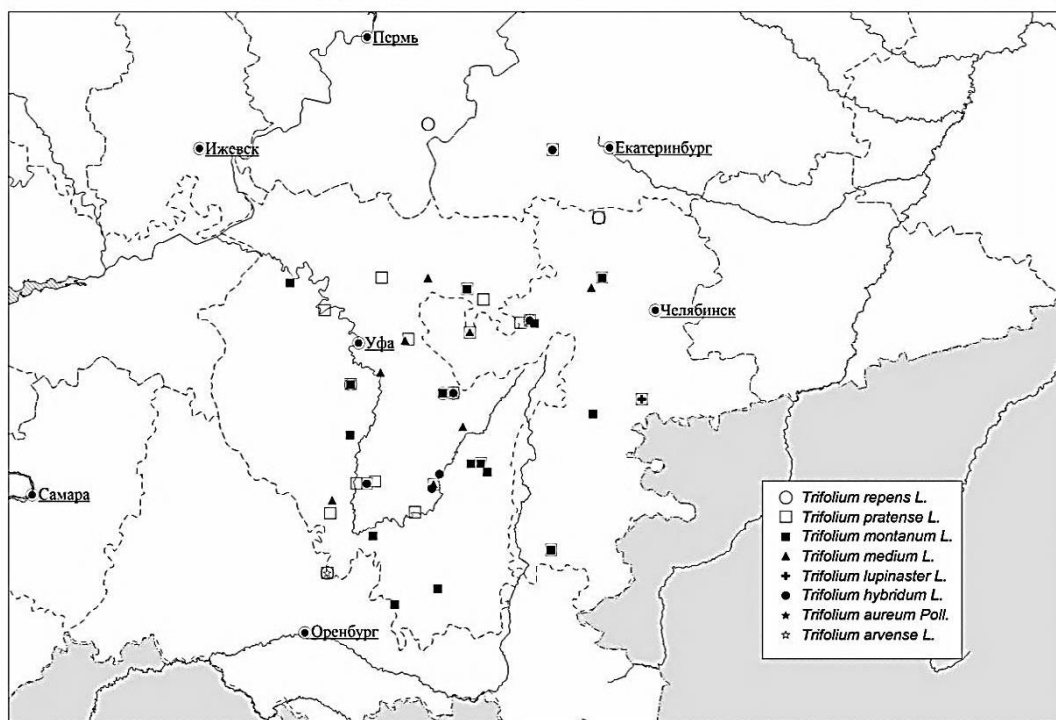 Пермь
Ижевск
Екатеринбург
Челябинск
Уфа
Самара
Оренбург
Trifolium repens L.
Trifolium pratense L.
Trifolium montanum L.
Trifolium medium L.
Trifolium lupinaster L.
Trifolium hybridum L.
Trifolium aureum Poll.
Trifolium arvense L.